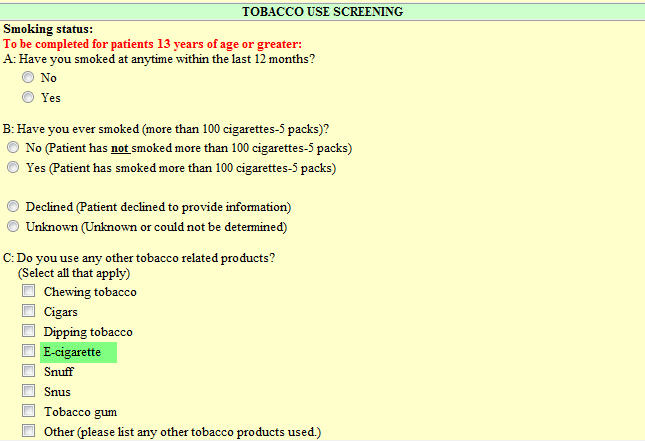 TOBACCO USE SCREENING
Smoking status:
To be completed for patients 13 years of age or greater:
A: Have you smoked at anytime within the last 12 months?
No
Yes
B: Have you ever smoked (more than 100 cigarettes-5 packs)?
No (Patient has not smoked more than 100 cigarettes-5 packs)
Yes (Patient has smoked more than 100 cigarettes-5 packs)
Declined (Patient declined to provide information)
Unknown (Unknown or could not be determined)
C: Do you use any other tobacco related products?
(Select all that apply)
Chewing tobacco
Cigars
Dipping tobacco
E-cigarette
Snuff
Snus
Tobacco gum
Other (please list any other tobacco products used.)